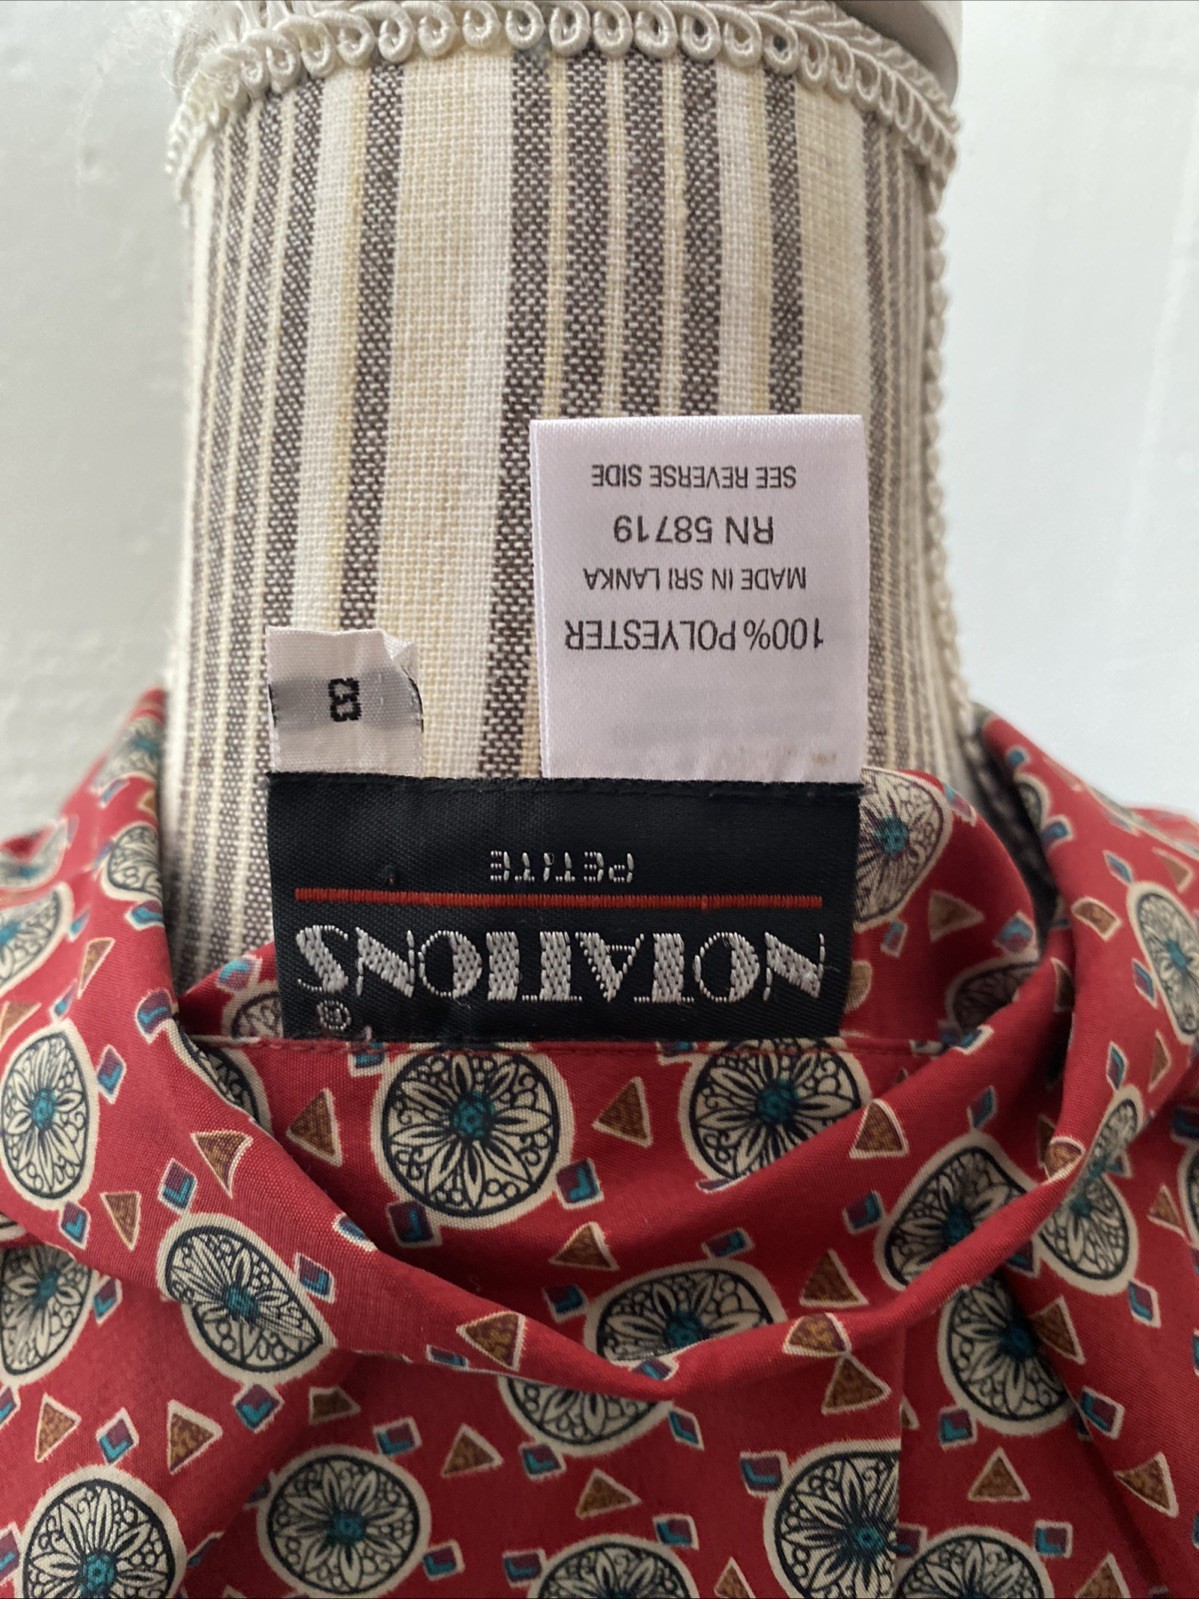 NOTATIONS®
PETITE
8
100% POLYESTER
MADE IN SRI LANKA
RN 58719
SEE REVERSE SIDE